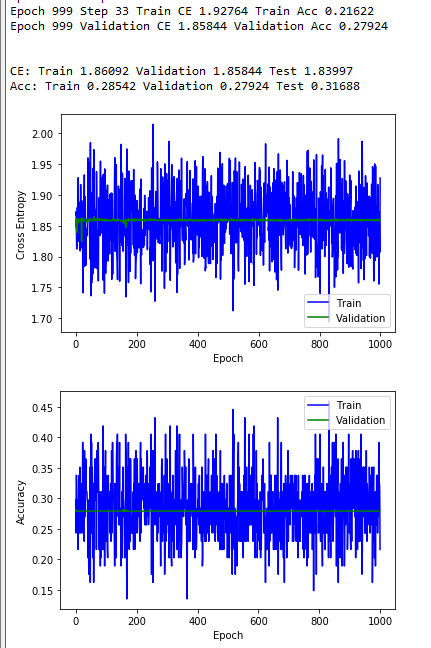 Epoch 999 Step 33 Train CE 1.92764 Train Acc 0.21622
Epoch 999 Validation CE 1.85844 Validation Acc 0.27924
CE: Train 1.86092 Validation 1.85844 Test 1.83997
Acc: Train 0.28542 Validation 0.27924 Test 0.31688
2.00
1.95
1.90
1.85
1.80
1.75
1.70
Cross Entropy
Train
Validation
0 200 400 600 800 1000
Epoch
0.45
0.40
0.35
0.30
0.25
0.20
0.15
Accuracy
Train
Validation
0 200 400 600 800 1000
Epoch